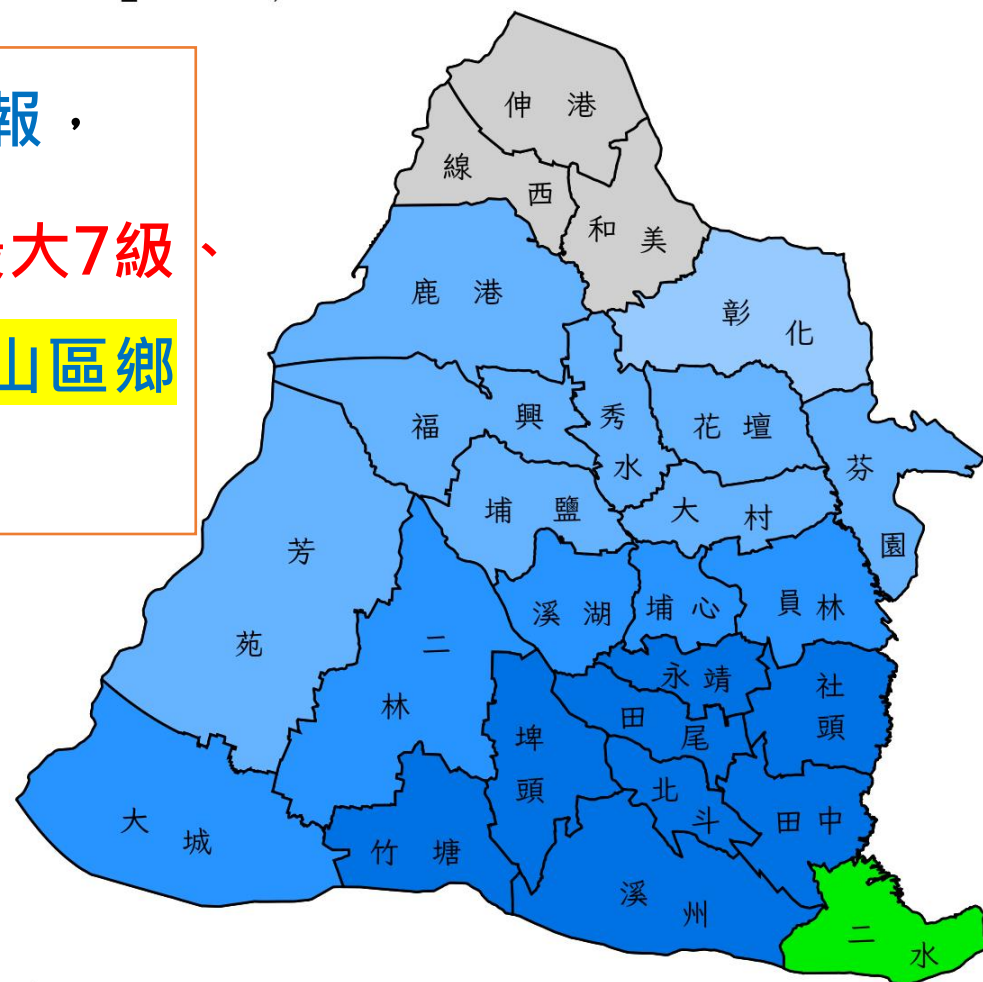 報，
大7級、
山區鄉
伸港
線西
和美
鹿港
彰化
福興
秀水
花壇
芬園
埔鹽
大村
芳苑
溪湖
埔心
員林
二林
永靖
社頭
田尾
埤頭
北斗
田中
大城
竹塘
溪州
二水